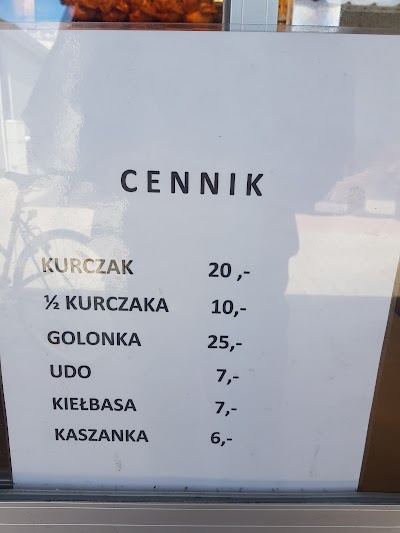 CENNIK
KURCZAK 20,-
½ KURCZAKA 10,-
GOLONKA 25,-
UDO 7,-
KIEŁBASA 7,-
KASZANKA 6,-